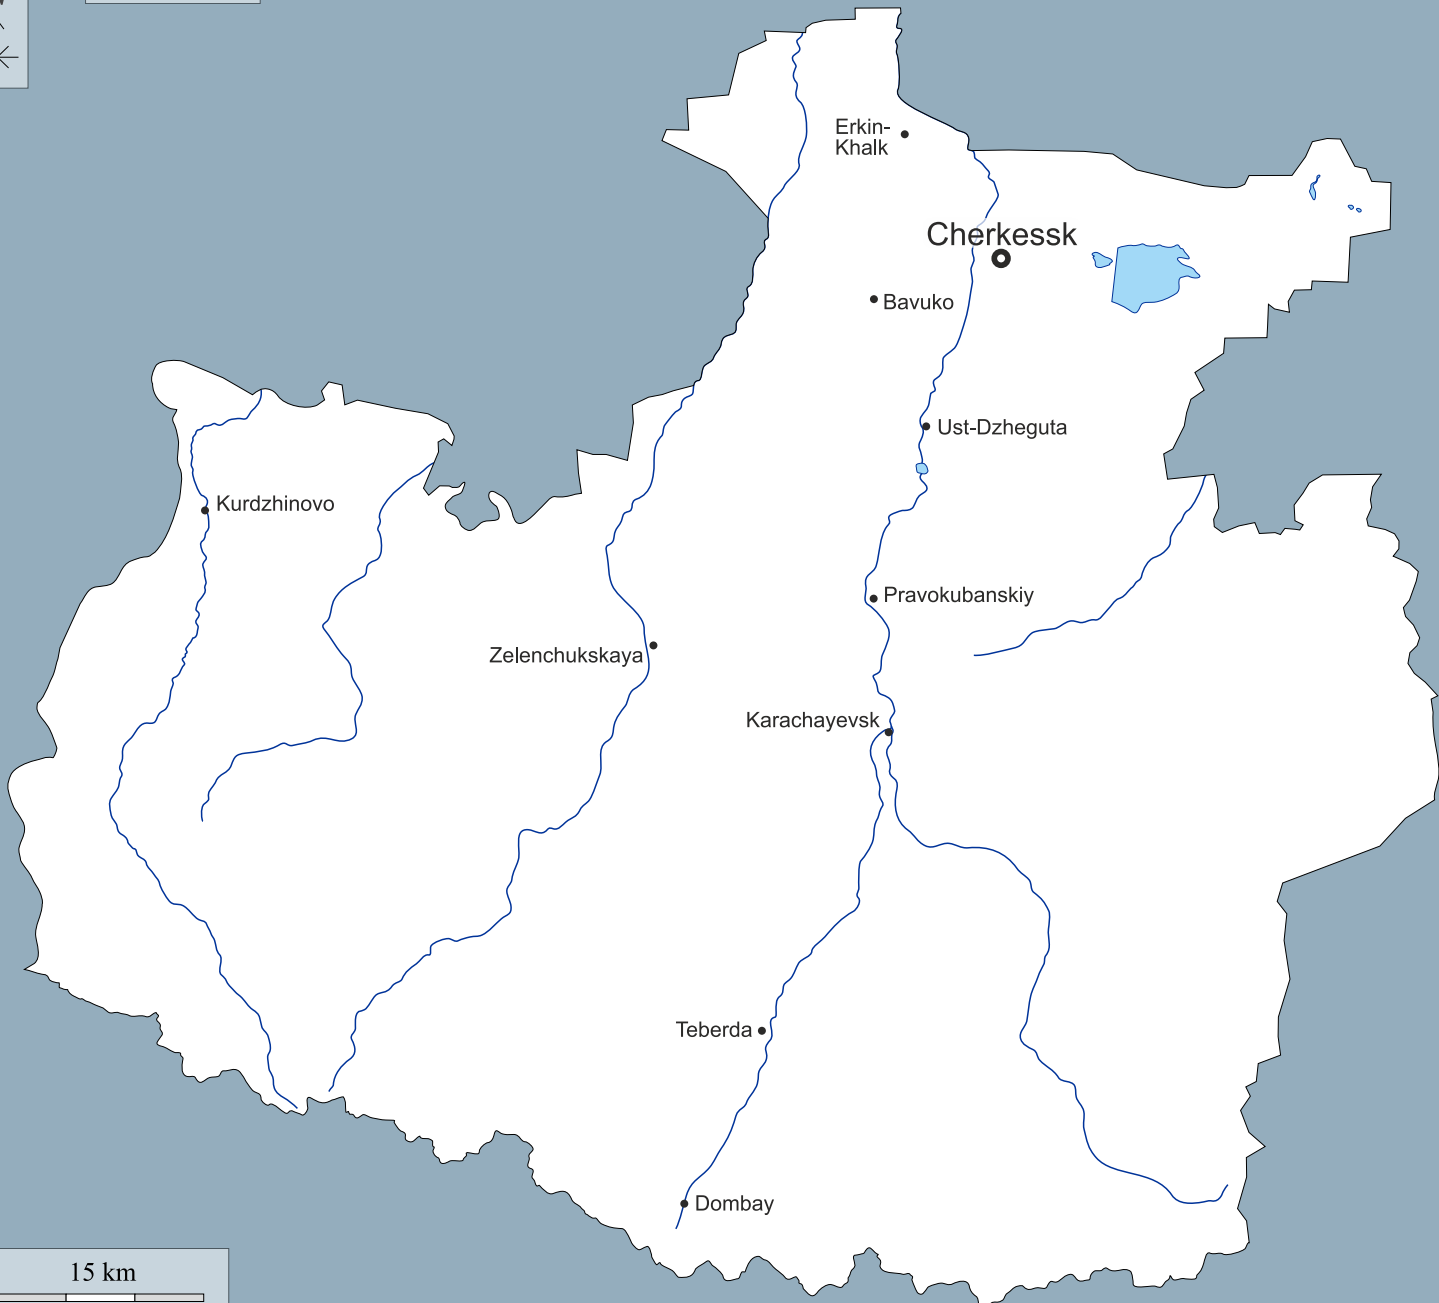 Erkin-
Khalk
Cherkessk
Bavuko
Ust-Dzheguta
Kurdzhinovo
Pravokubanskiy
Zelenchukskaya
Karachayevsk
Teberda
Dombay
15 km